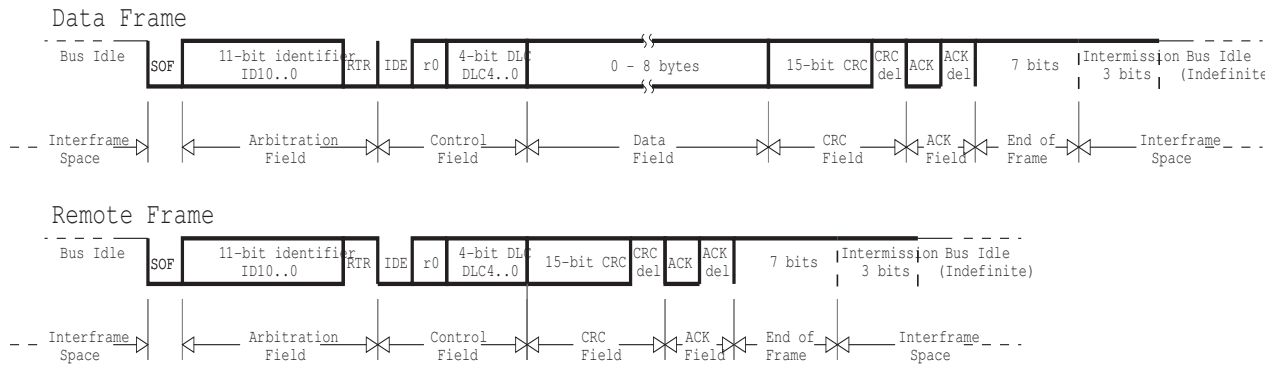 Data Frame
Bus Idle
SOF
11-bit identifier
ID10..0
RTR
IDE
r0
4-bit DLC
DLC4..0
0 - 8 bytes
15-bit CRC
CRC
del
ACK
ACK
del
7 bits
Intermission
3 bits
Bus Idle
(Indefinite
Interframe
Space
Arbitration
Field
Control
Field
Data
Field
CRC
Field
ACK
Field
End of
Frame
Interframe
Space
Remote Frame
Bus Idle
SOF
11-bit identifier
ID10..0
RTR
IDE
r0
4-bit DLC
DLC4..0
15-bit CRC
CRC
del
ACK
ACK
del
7 bits
Intermission
3 bits
Bus Idle
(Indefinite)
Interframe
Space
Arbitration
Field
Control
Field
CRC
Field
ACK
Field
End of
Frame
Interframe
Space